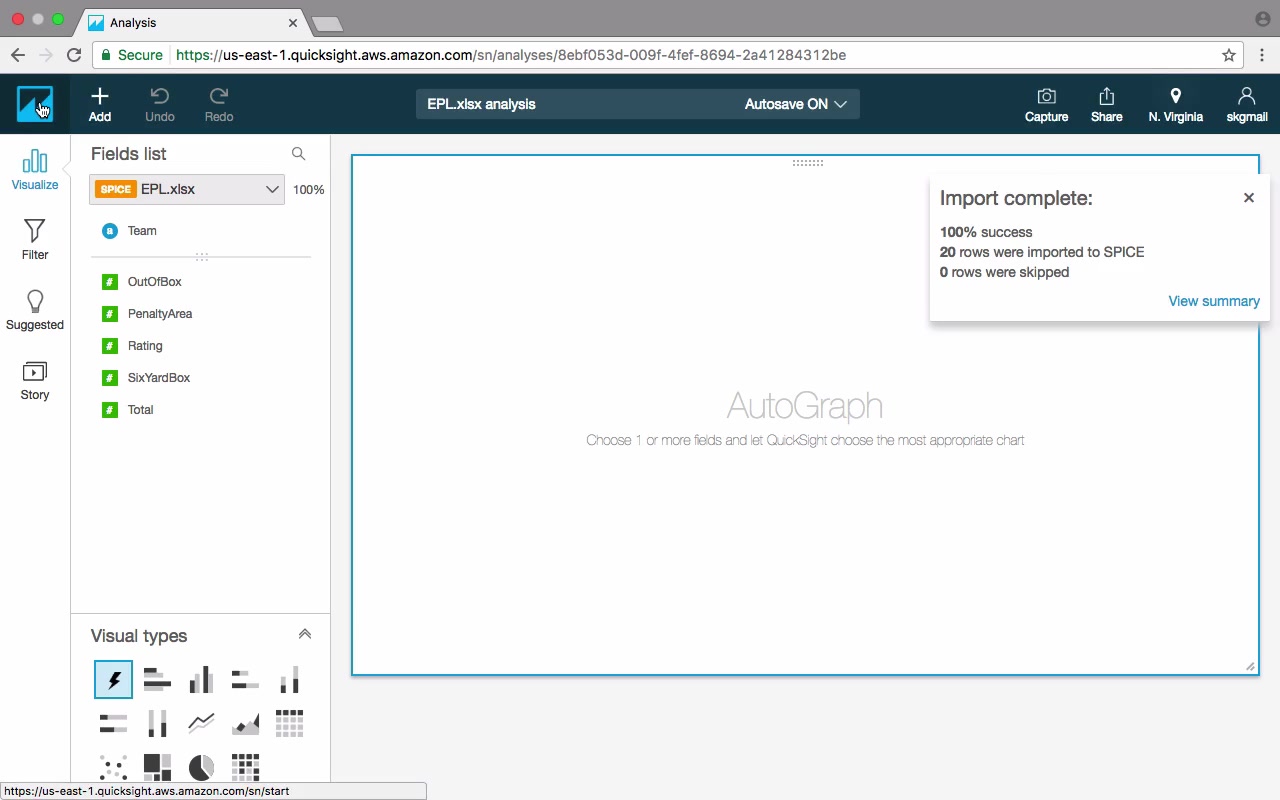 Analysis
Secure
https://us-east-1.quicksight.aws.amazon.com/sn/analyses/8ebf053d-009f-4fef-8694-2a41284312be
Add
Undo
Redo
EPL.xlsx analysis
Autosave ON
Capture
Share
N. Virginia
skgmail
Visualize
Filter
Suggested
Story
Fields list
SPICE EPL.xlsx 100%
a Team
# OutOfBox
# PenaltyArea
# Rating
# SixYardBox
# Total
Import complete:
100% success
20 rows were imported to SPICE
0 rows were skipped
View summary
AutoGraph
Choose 1 or more fields and let QuickSight choose the most appropriate chart
Visual types
https://us-east-1.quicksight.aws.amazon.com/sn/start